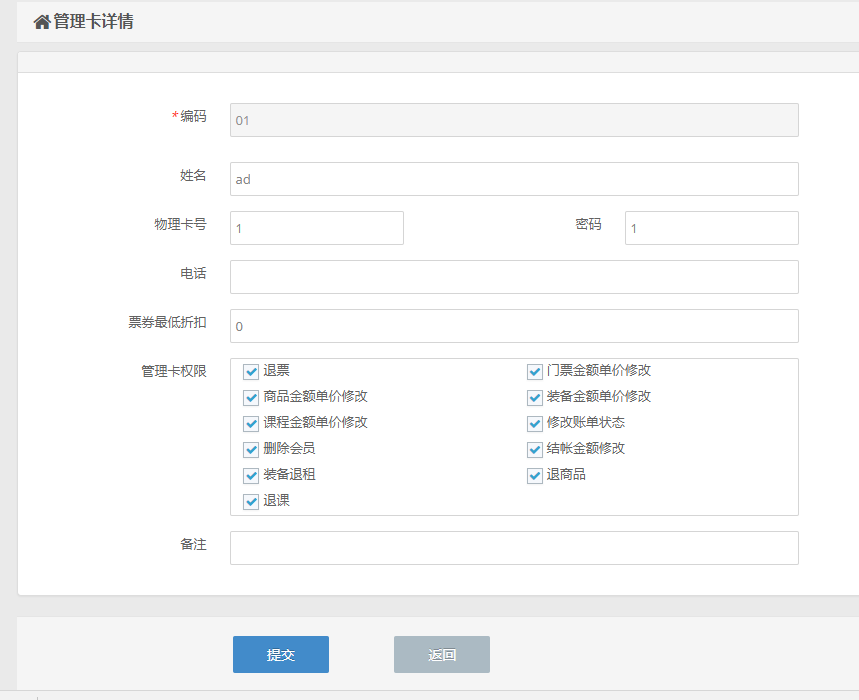 管理卡详情
*编码 01
姓名 ad
物理卡号 1 密码 1
电话
票券最低折扣 0
管理卡权限 退票 门票金额单价修改
商品金额单价修改 装备金额单价修改
课程金额单价修改 修改账单状态
删除会员 结帐金额修改
装备退租 退商品
退课
备注
提交 返回